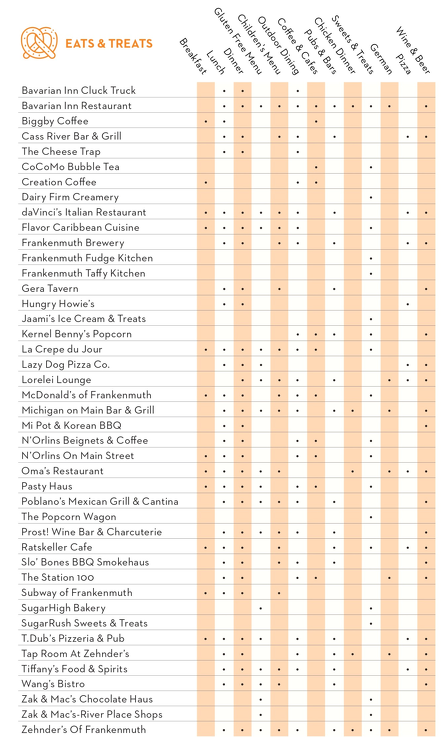 EATS & TREATS
Breakfast
Lunch
Dinner
Gluten Free Menu
Children's Menu
Outdoor Dining
Coffee & Cafes
Pubs & Bars
Chicken Dinner
Sweets & Treats
German
Pizza
Wine & Beer
Bavarian Inn Cluck Truck
Bavarian Inn Restaurant
Biggby Coffee
Cass River Bar & Grill
The Cheese Trap
CoCoMo Bubble Tea
Creation Coffee
Dairy Firm Creamery
daVinci's Italian Restaurant
Flavor Caribbean Cuisine
Frankenmuth Brewery
Frankenmuth Fudge Kitchen
Frankenmuth Taffy Kitchen
Gera Tavern
Hungry Howie's
Jaami's Ice Cream & Treats
Kernel Benny's Popcorn
La Crepe du Jour
Lazy Dog Pizza Co.
Lorelei Lounge
McDonald's of Frankenmuth
Michigan on Main Bar & Grill
Mi Pot & Korean BBQ
N'Orlins Beignets & Coffee
N'Orlins On Main Street
Oma's Restaurant
Pasty Haus
Poblano's Mexican Grill & Cantina
The Popcorn Wagon
Prost! Wine Bar & Charcuterie
Ratskeller Cafe
Slo' Bones BBQ Smokehaus
The Station 100
Subway of Frankenmuth
SugarHigh Bakery
SugarRush Sweets & Treats
T.Dub's Pizzeria & Pub
Tap Room At Zehnder's
Tiffany's Food & Spirits
Wang's Bistro
Zak & Mac's Chocolate Haus
Zak & Mac's-River Place Shops
Zehnder's Of Frankenmuth